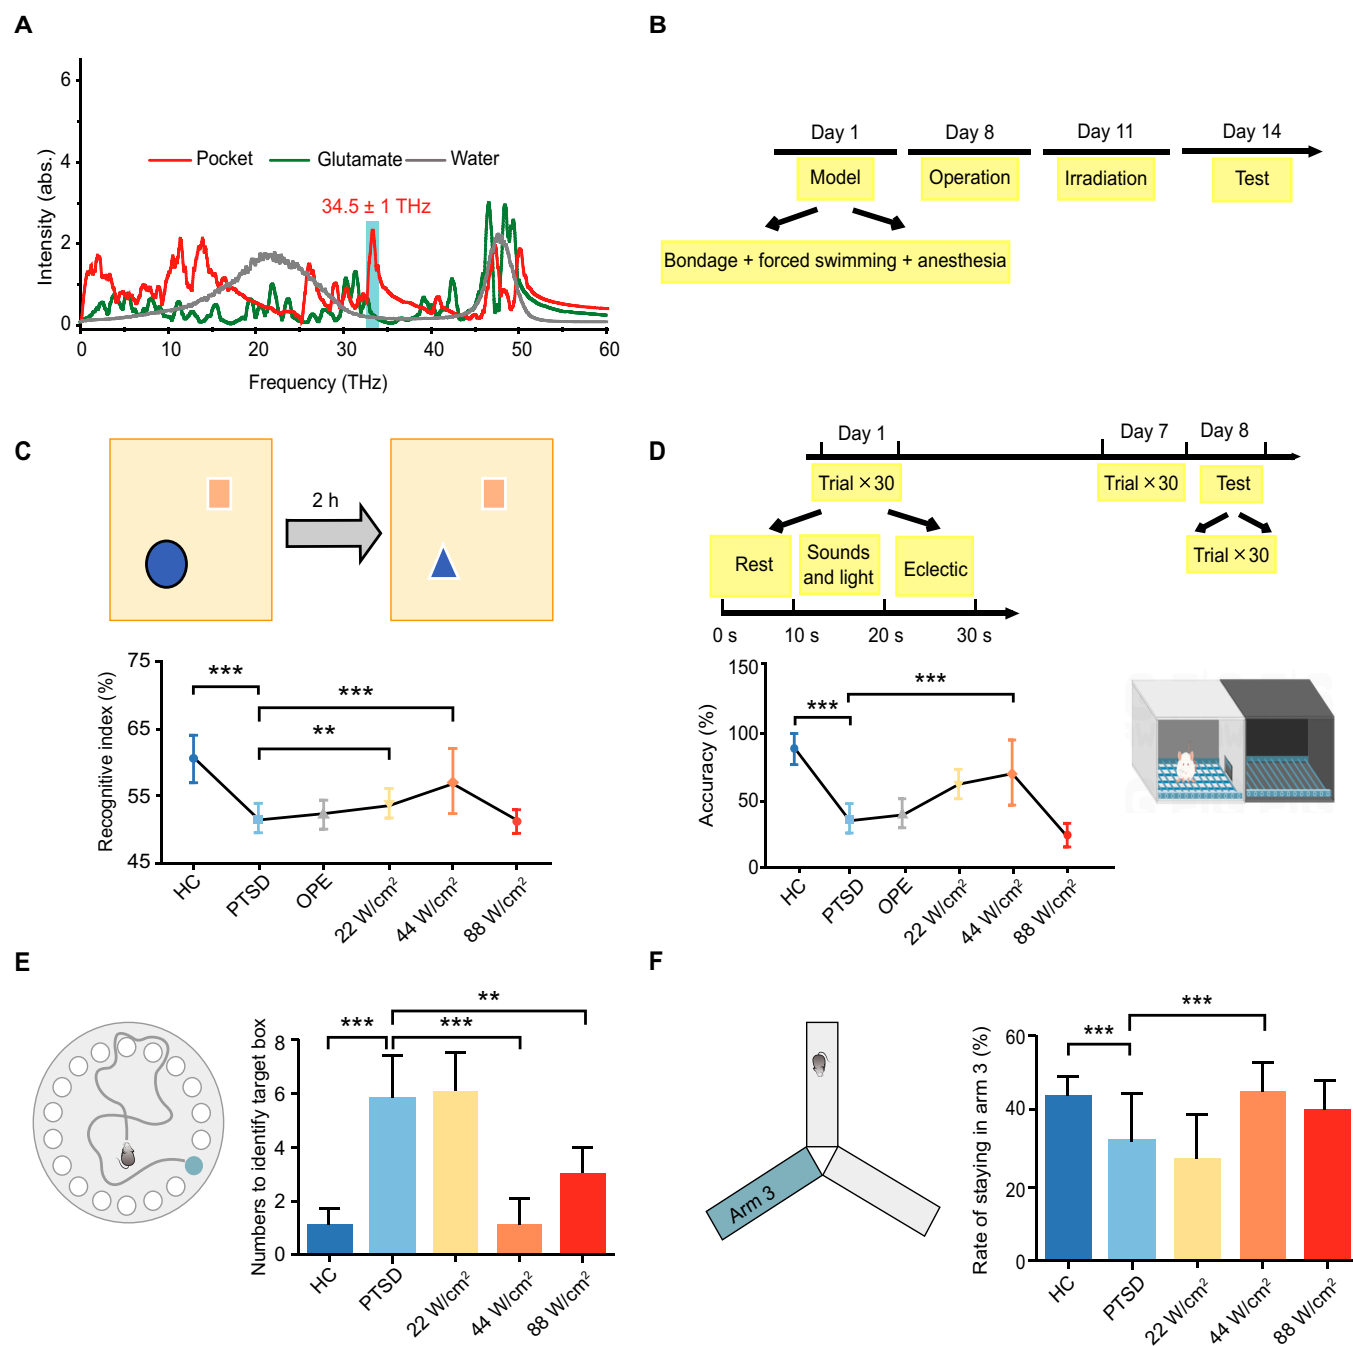 A
6
4
2
0
Intensity (abs.)
Pocket
Glutamate
Water
34.5 ± 1 THz
0
10
20
30
40
50
60
Frequency (THz)
B
Day 1
Day 8
Day 11
Day 14
Model
Operation
Irradiation
Test
Bondage + forced swimming + anesthesia
C
2 h
75
65
55
45
Recognitive index (%)
***
***
**
HC
PTSD
OPE
22 W/cm²
44 W/cm²
88 W/cm²
D
Day 1
Day 7
Day 8
Trial ×30
Trial ×30
Test
Trial ×30
Rest
Sounds
and light
Eclectic
0 s
10 s
20 s
30 s
150
100
50
0
Accuracy (%)
***
***
HC
PTSD
OPE
22 W/cm²
44 W/cm²
88 W/cm²
E
8
6
4
2
0
Numbers to identify target box
***
***
**
HC
PTSD
22 W/cm²
44 W/cm²
88 W/cm²
F
Arm 3
60
40
20
0
Rate of staying in arm 3 (%)
***
***
HC
PTSD
22 W/cm²
44 W/cm²
88 W/cm²